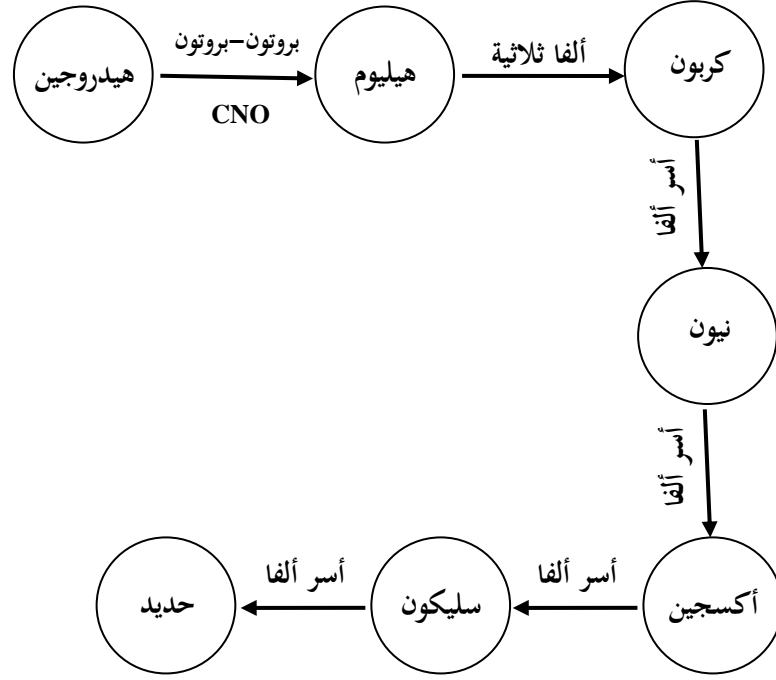 هيدروجين
بروتون–بروتون
CNO
هيليوم
ألفا ثلاثية
كربون
أسر ألفا
نيون
أسر ألفا
أكسجين
أسر ألفا
سليكون
أسر ألفا
حديد